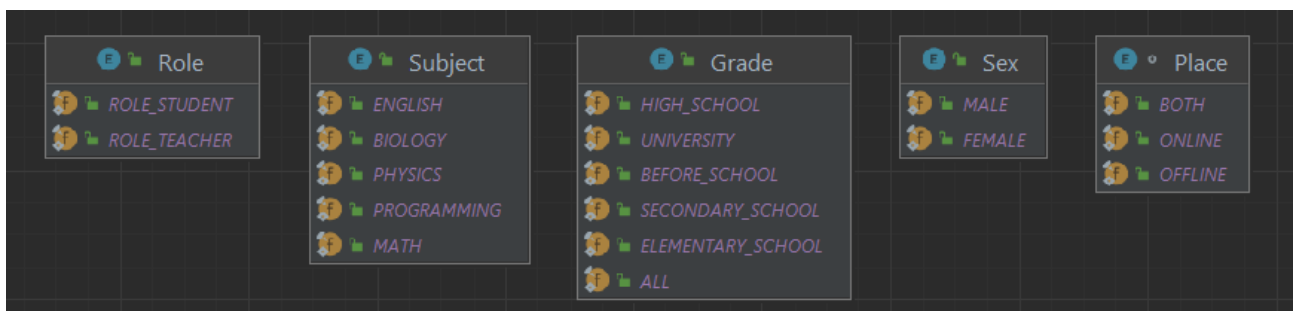 Role
ROLE_STUDENT
ROLE_TEACHER
Subject
ENGLISH
BIOLOGY
PHYSICS
PROGRAMMING
MATH
Grade
HIGH_SCHOOL
UNIVERSITY
BEFORE_SCHOOL
SECONDARY_SCHOOL
ELEMENTARY_SCHOOL
ALL
Sex
MALE
FEMALE
Place
BOTH
ONLINE
OFFLINE